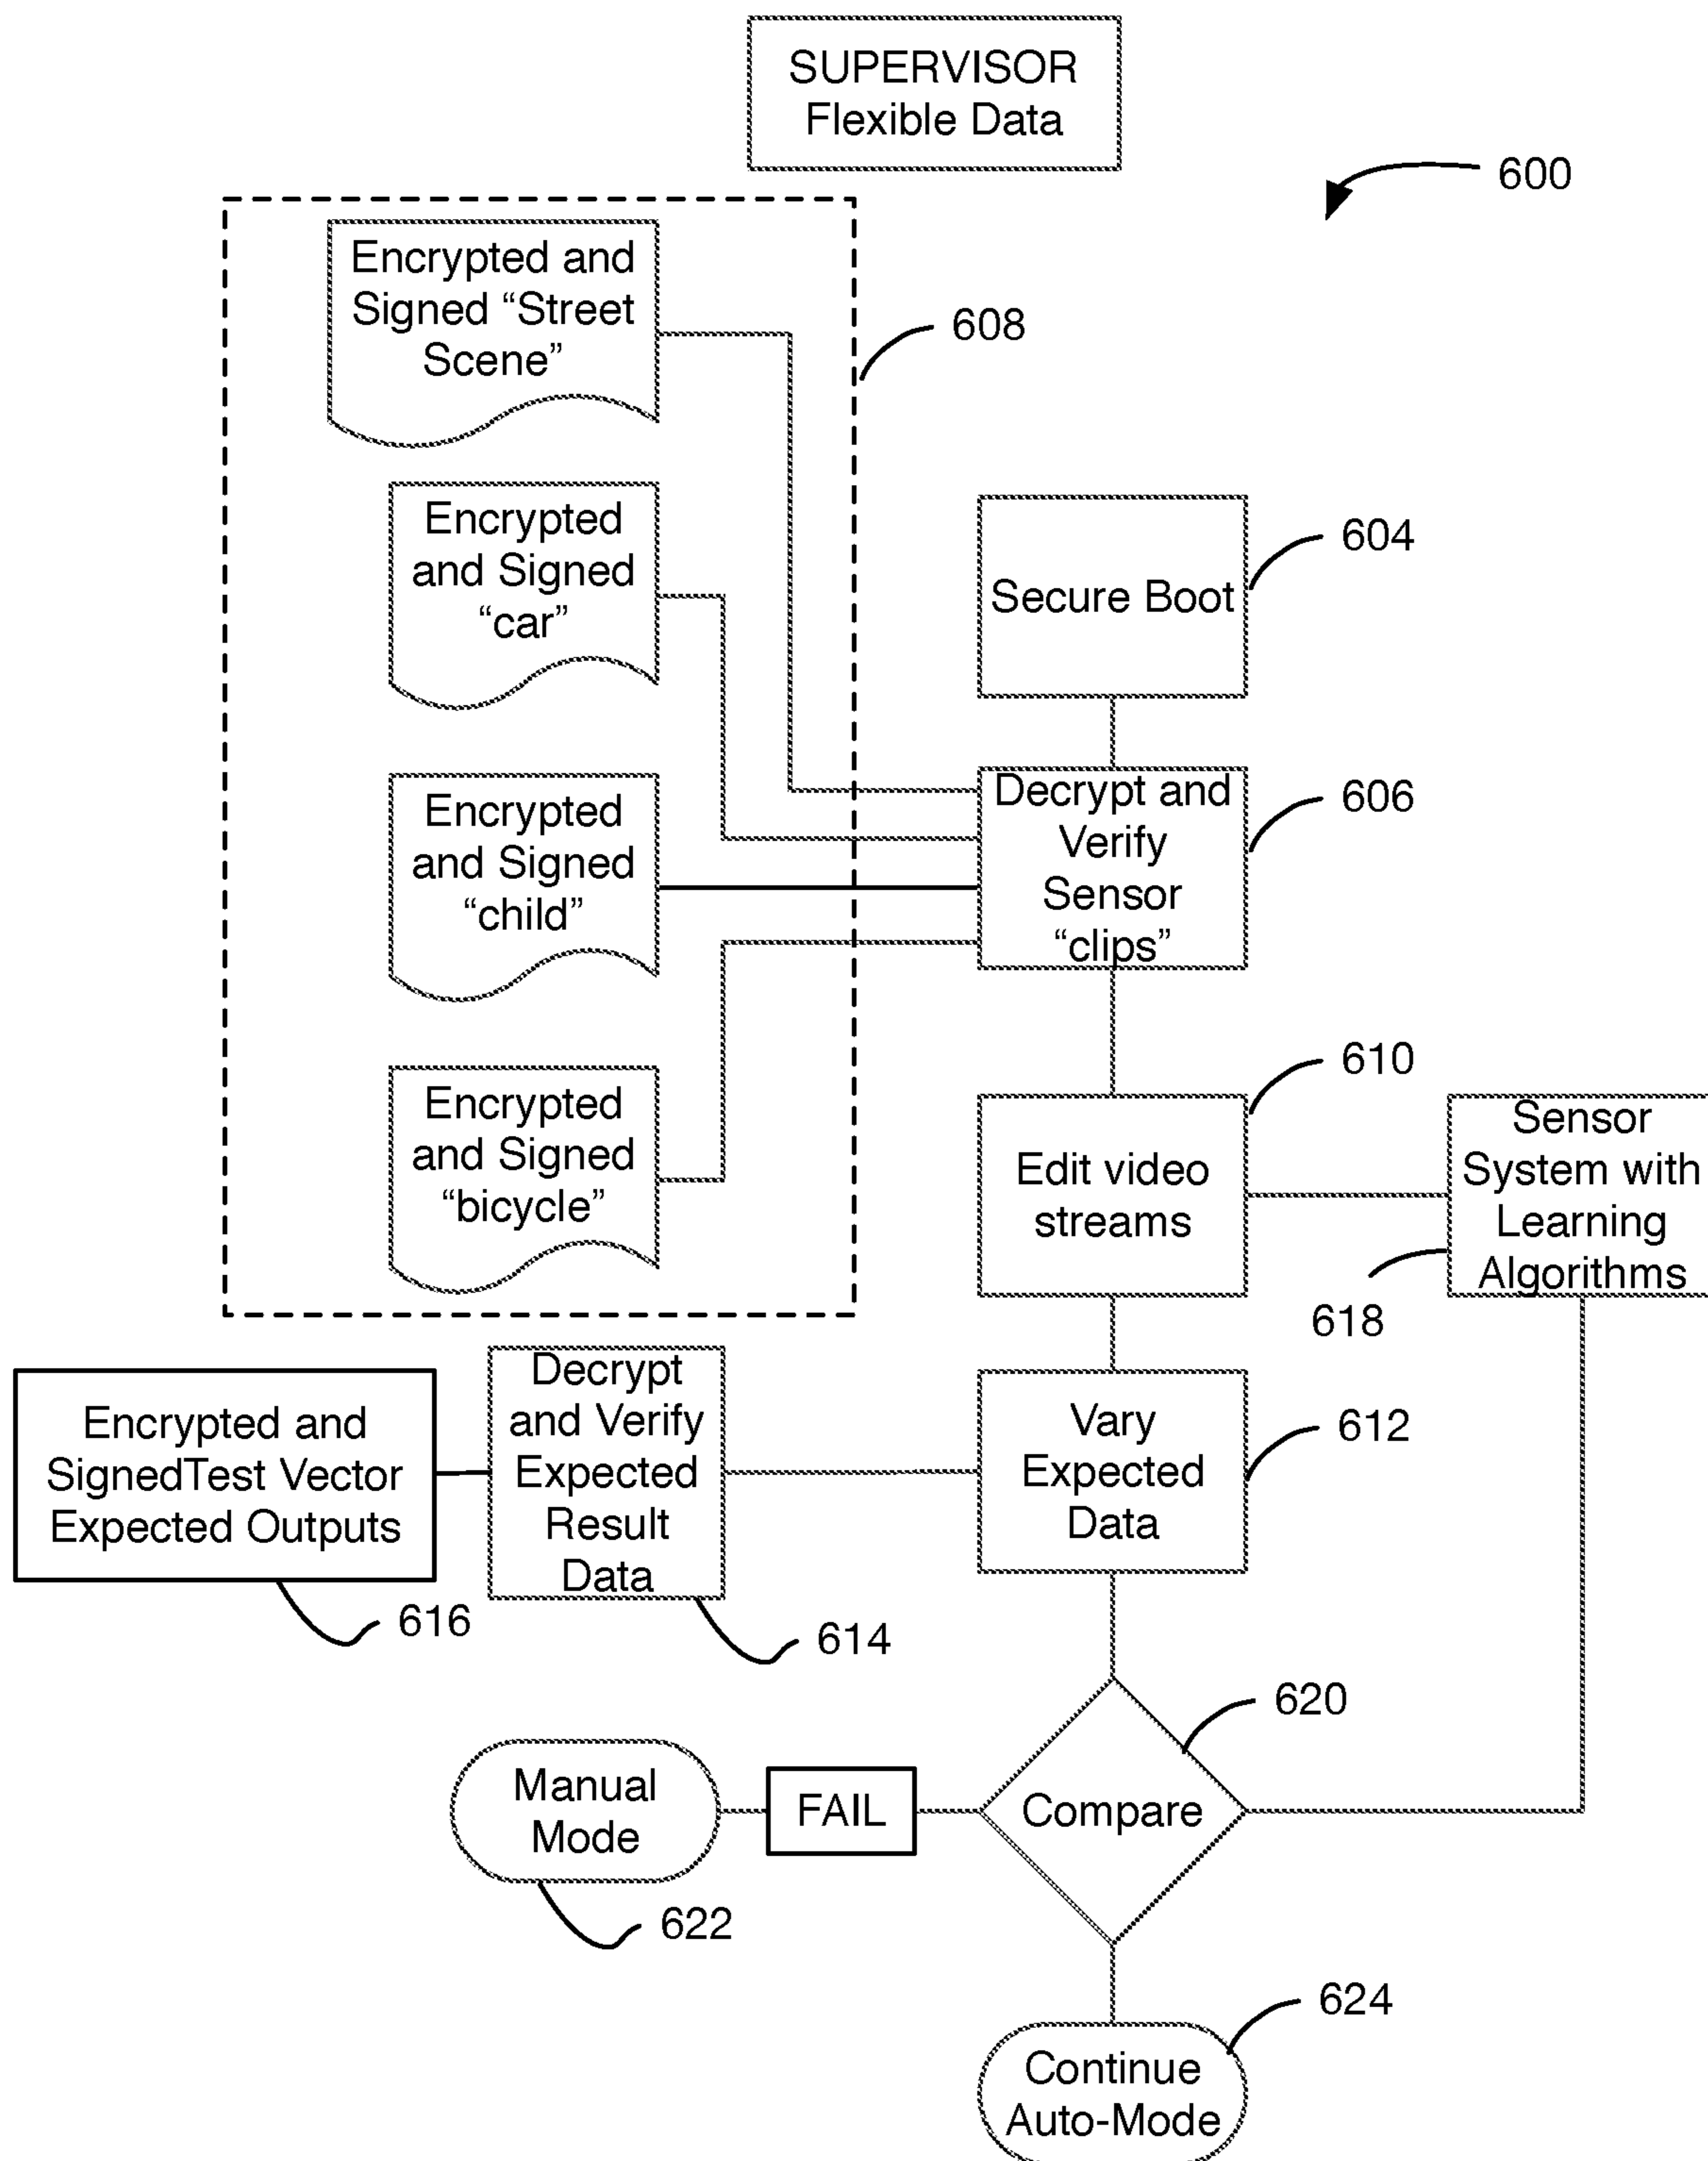 SUPERVISOR
Flexible Data
600
Encrypted and
Signed “Street
Scene”
608
Encrypted
and Signed
“car”
Secure Boot
604
Encrypted
and Signed
“child”
Decrypt and
Verify
Sensor
“clips”
606
Encrypted
and Signed
“bicycle”
Edit video
streams
610
Sensor
System with
Learning
Algorithms
618
Encrypted and
SignedTest Vector
Expected Outputs
616
Decrypt
and Verify
Expected
Result
Data
614
Vary
Expected
Data
612
620
Manual
Mode
622
FAIL
Compare
624
Continue
Auto-Mode